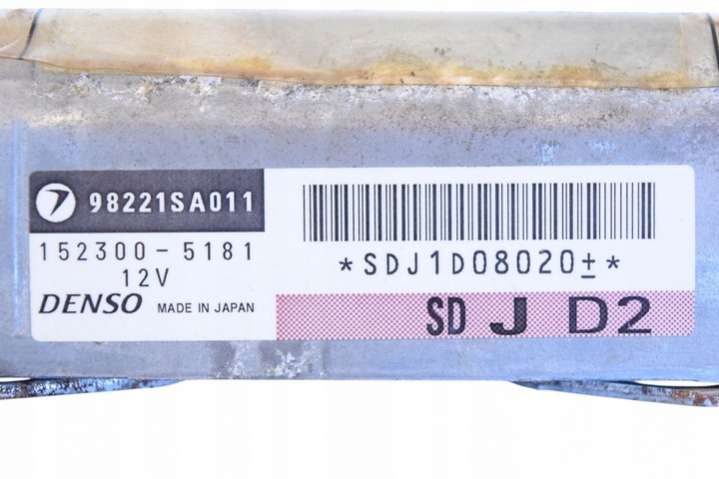 98221SA011
152300-5181
12V
DENSO MADE IN JAPAN
*SDJ1D08020±*
SD J D2